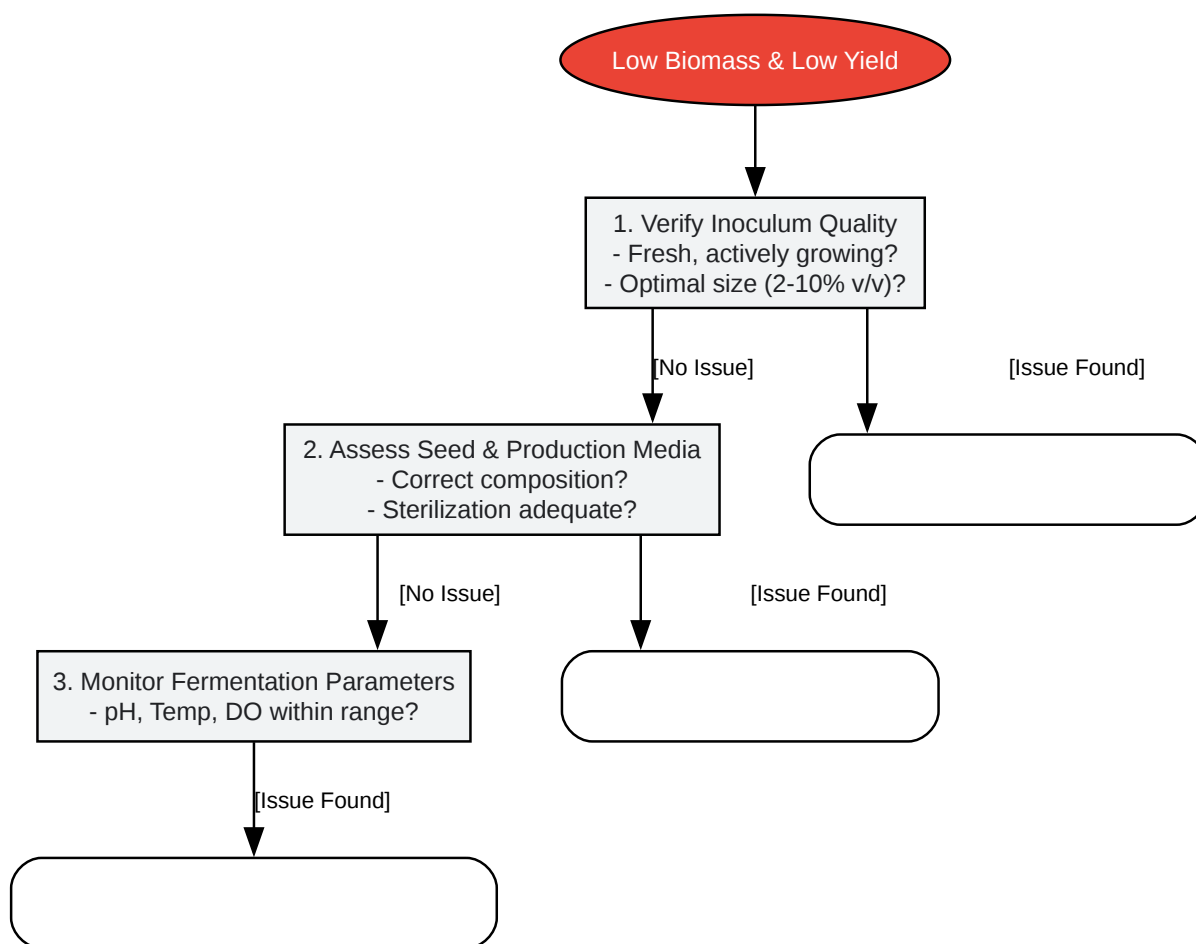 Low Biomass & Low Yield
1. Verify Inoculum Quality
- Fresh, actively growing?
- Optimal size (2-10% v/v)?
[No Issue]
[Issue Found]
2. Assess Seed & Production Media
- Correct composition?
- Sterilization adequate?
[No Issue]
[Issue Found]
3. Monitor Fermentation Parameters
- pH, Temp, DO within range?
[Issue Found]